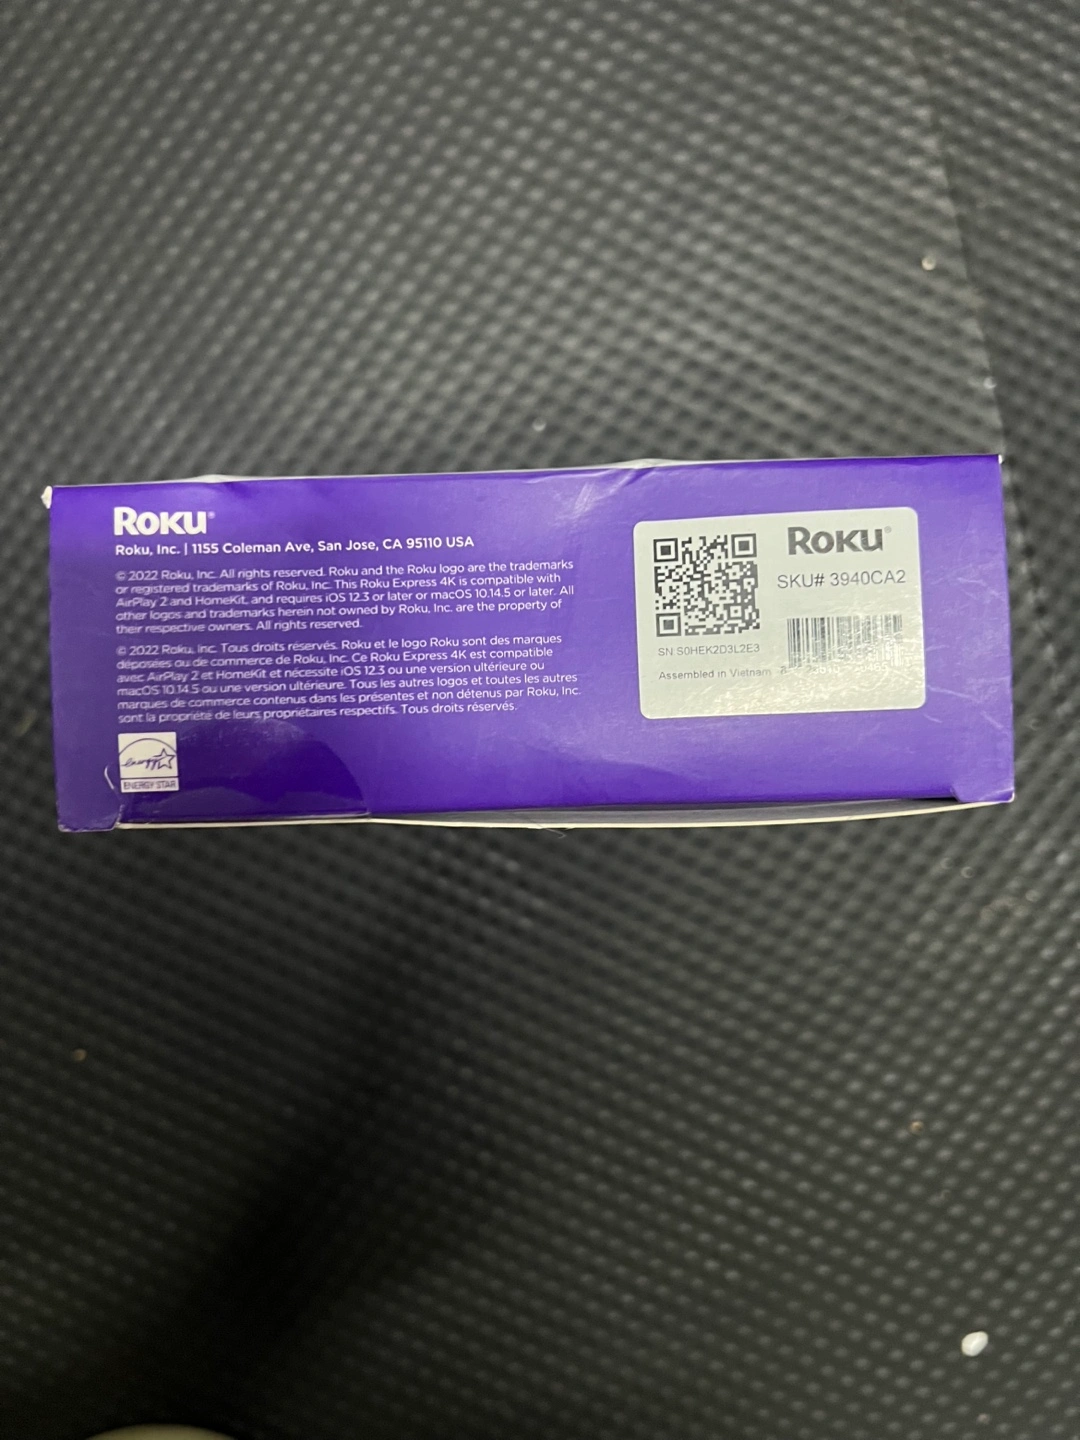 Roku®
Roku, Inc. | 1155 Coleman Ave, San Jose, CA 95110 USA
© 2022 Roku, Inc. All rights reserved. Roku and the Roku logo are the trademarks
or registered trademarks of Roku, Inc. This Roku Express 4K is compatible with
AirPlay 2 and HomeKit, and requires iOS 12.3 or later or macOS 10.14.5 or later. All
other logos and trademarks herein not owned by Roku, Inc. are the property of
their respective owners. All rights reserved.
© 2022 Roku, Inc. Tous droits réservés. Roku et le logo Roku sont des marques
déposées ou de commerce de Roku, Inc. Ce Roku Express 4K est compatible
avec AirPlay 2 et HomeKit et nécessite iOS 12.3 ou une version ultérieure ou
macOS 10.14.5 ou une version ultérieure. Tous les autres logos et toutes les autres
marques de commerce contenus dans les présentes et non détenus par Roku, Inc.
sont la propriété de leurs propriétaires respectifs. Tous droits réservés.
energy
ENERGY STAR
Roku®
SKU# 3940CA2
SN S0HEK2D3L2E3
Assembled in Vietnam